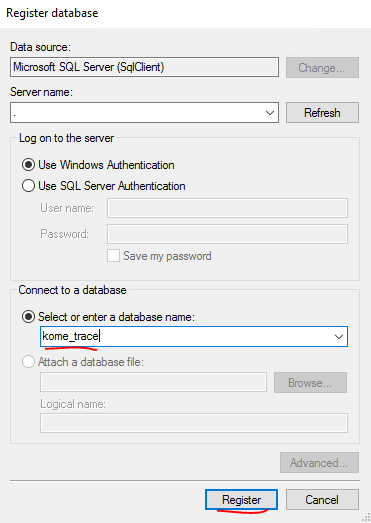 Register database
Data source:
Microsoft SQL Server (SqlClient)
Change...
Server name:
.
Refresh
Log on to the server
Use Windows Authentication
Use SQL Server Authentication
User name:
Password:
Save my password
Connect to a database
Select or enter a database name:
kome_trace
Attach a database file:
Browse...
Logical name:
Advanced...
Register
Cancel